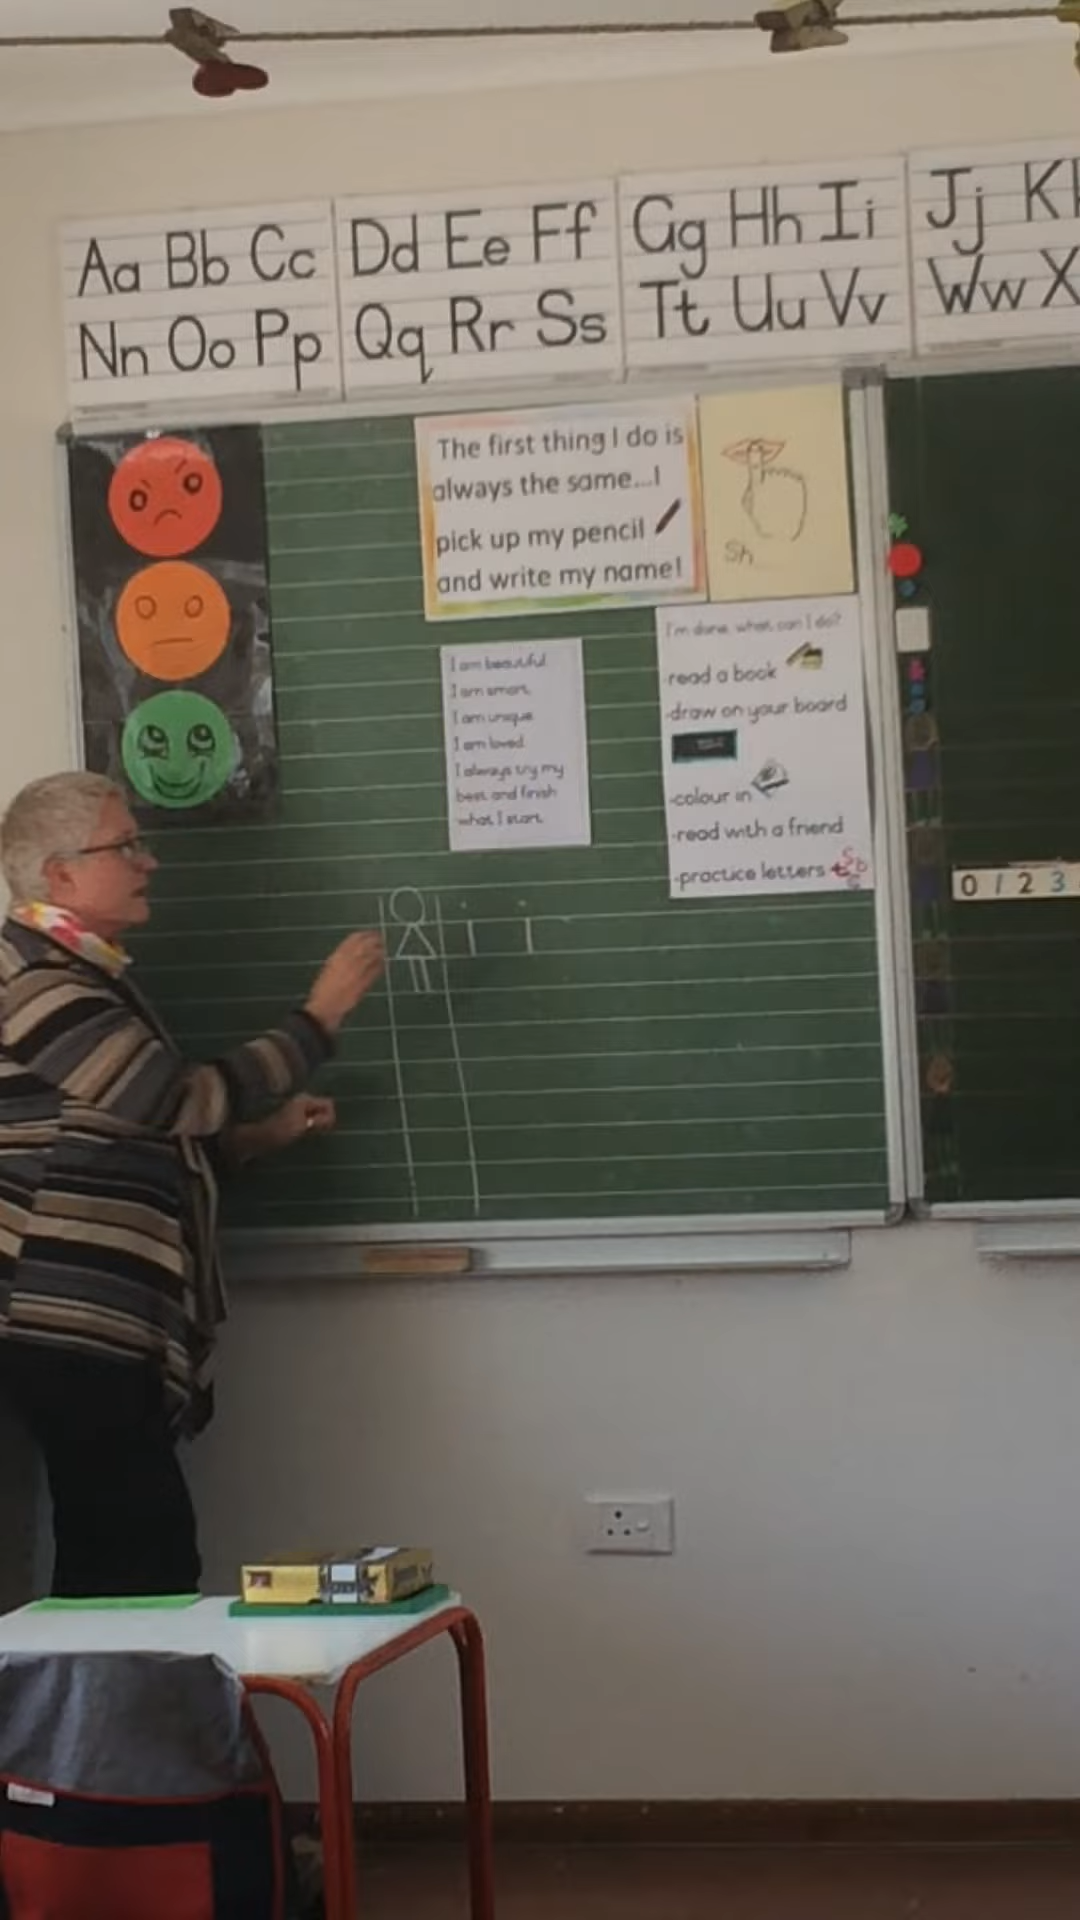 Aa Bb Cc Dd Ee Ff Gg Hh Ii Jj K
Nn Oo Pp Qq Rr Ss Tt Uu Vv Ww X
The first thing I do is
always the same...I
pick up my pencil
and write my name!
Sh
I am beautiful
I am smart
I am unique
I am loved
I always try my
best and finish
what I start
I'm done, what can I do?
-read a book
-draw on your board
-colour in
-read with a friend
-practice letters
i i
0 1 2 3